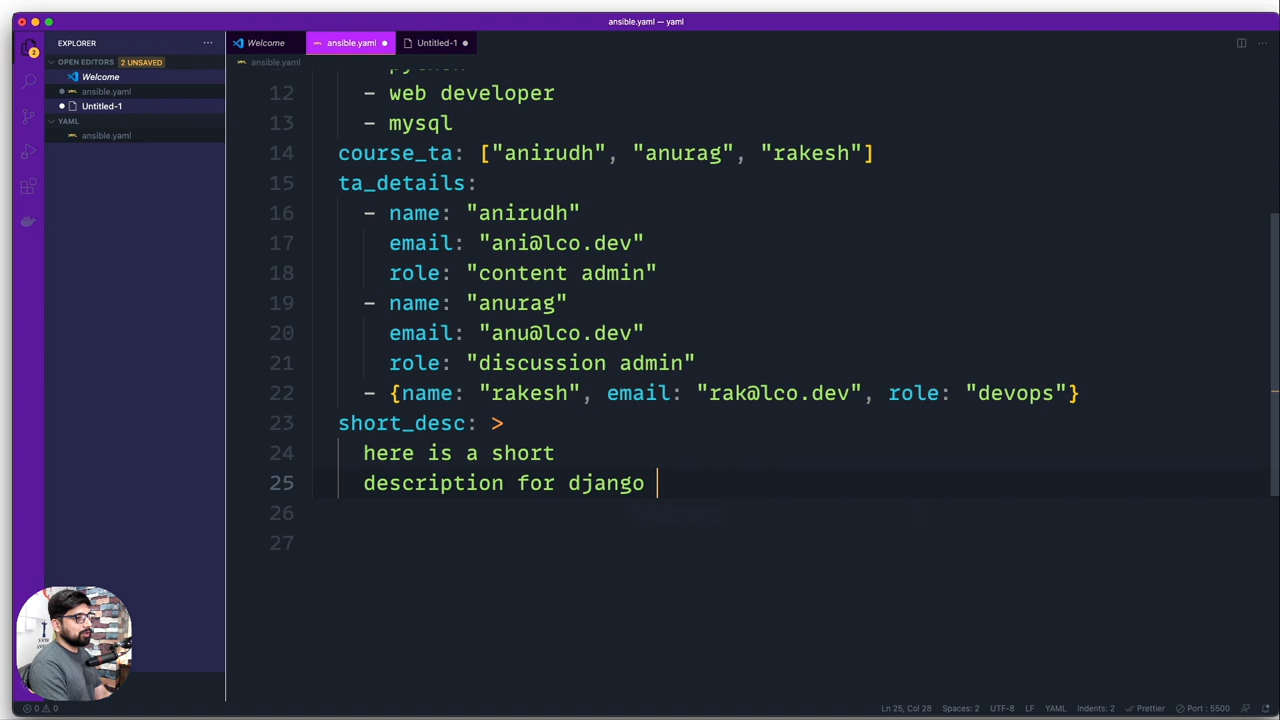 ansible.yaml — yaml
EXPLORER ···
Welcome
ansible.yaml
Untitled-1
OPEN EDITORS 2 UNSAVED
Welcome
ansible.yaml
Untitled-1
YAML
ansible.yaml
2
ansible.yaml
12 - web developer
13 - mysql
14 course_ta: ["anirudh", "anurag", "rakesh"]
15 ta_details:
16 - name: "anirudh"
17 email: "ani@lco.dev"
18 role: "content admin"
19 - name: "anurag"
20 email: "anu@lco.dev"
21 role: "discussion admin"
22 - {name: "rakesh", email: "rak@lco.dev", role: "devops"}
23 short_desc: >
24 here is a short
25 description for django
26
27
0 0 Ln 25, Col 28 Spaces: 2 UTF-8 LF YAML Indents: 2 Prettier Port : 5500